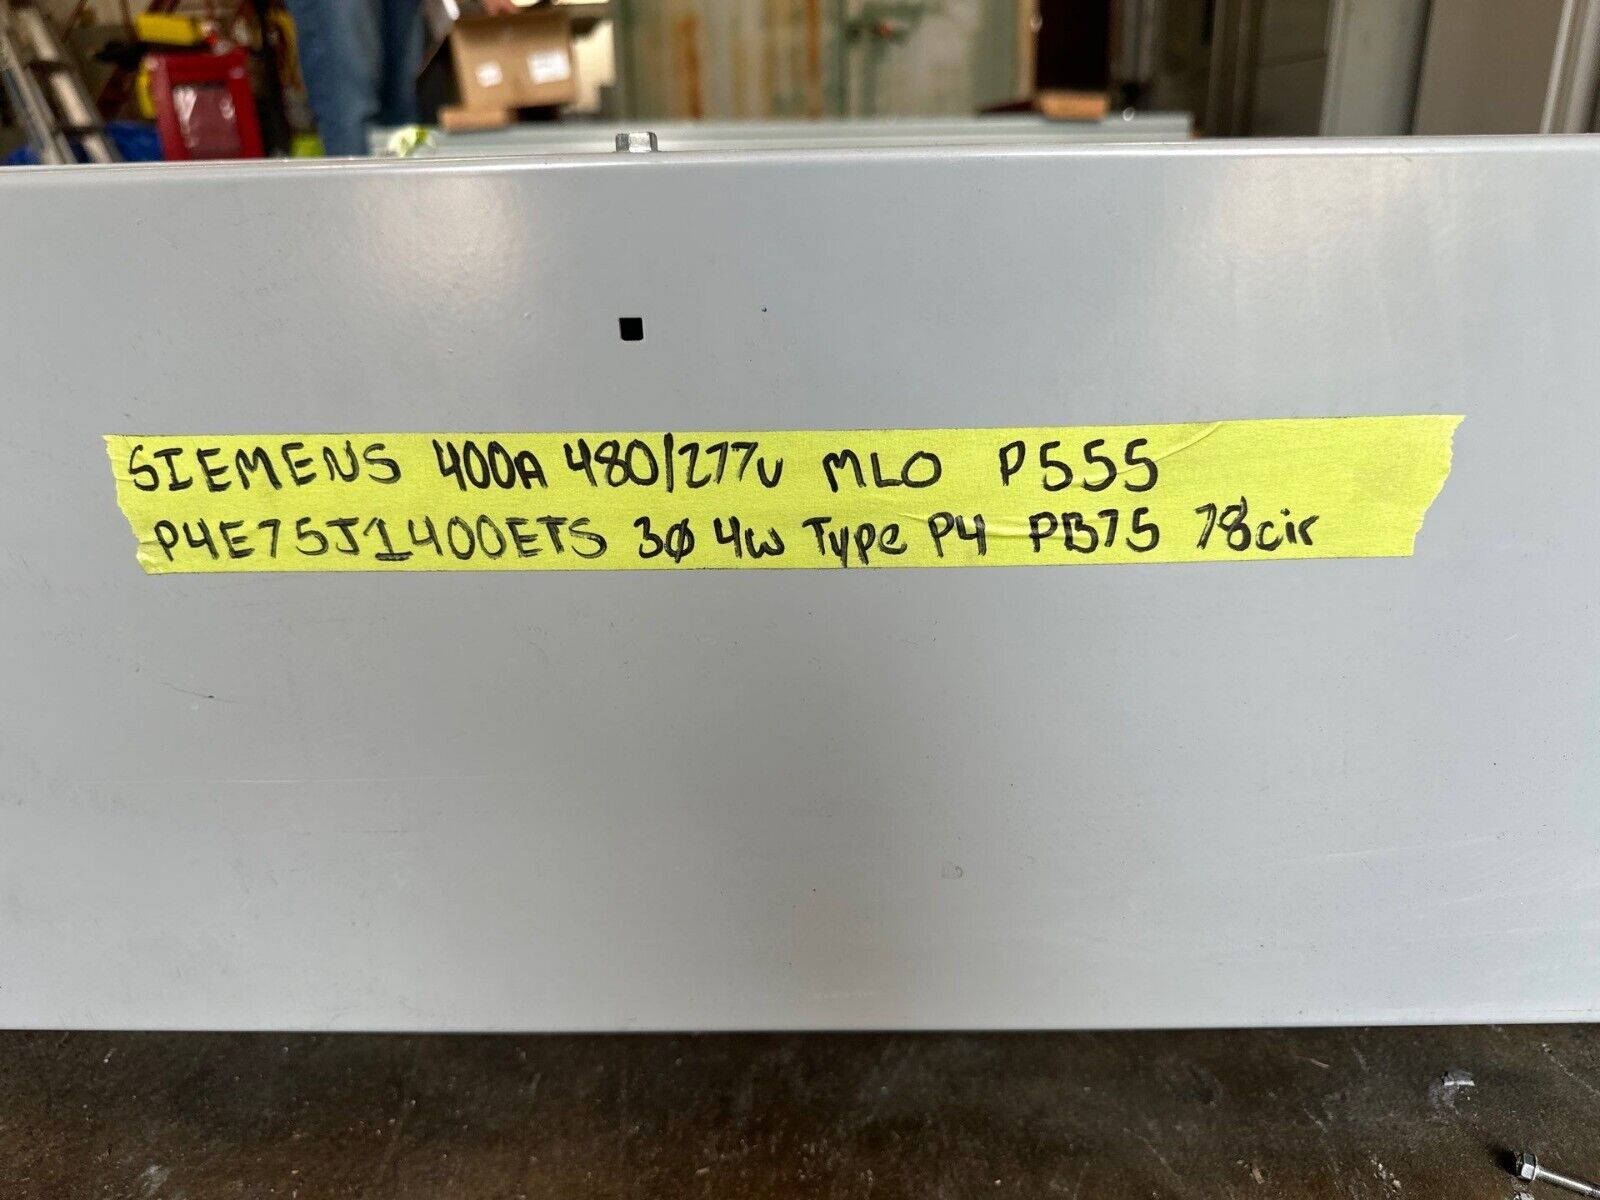 SIEMENS 400A 480/277V MLO P555
P4E75J1400ETS 3Ø 4W Type P4 PB75 78cir